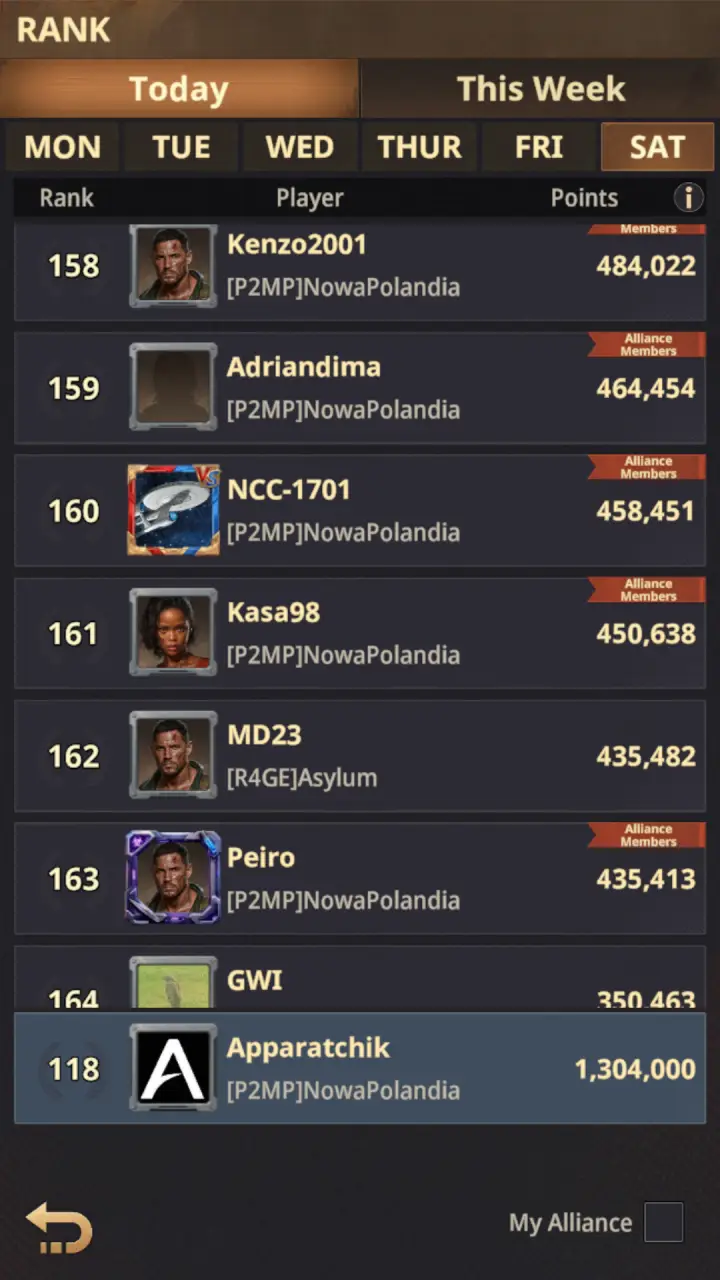 RANK
Today This Week
MON TUE WED THUR FRI SAT
Rank Player Points i
Members
158 Kenzo2001 484,022
[P2MP]NowaPolandia
Alliance
Members
159 Adriandima 464,454
[P2MP]NowaPolandia
Alliance
Members
160 NCC-1701 458,451
[P2MP]NowaPolandia
VS
Alliance
Members
161 Kasa98 450,638
[P2MP]NowaPolandia
162 MD23 435,482
[R4GE]Asylum
Alliance
Members
163 Peiro 435,413
[P2MP]NowaPolandia
164 GWI 350,463
118 Apparatchik 1,304,000
[P2MP]NowaPolandia
My Alliance